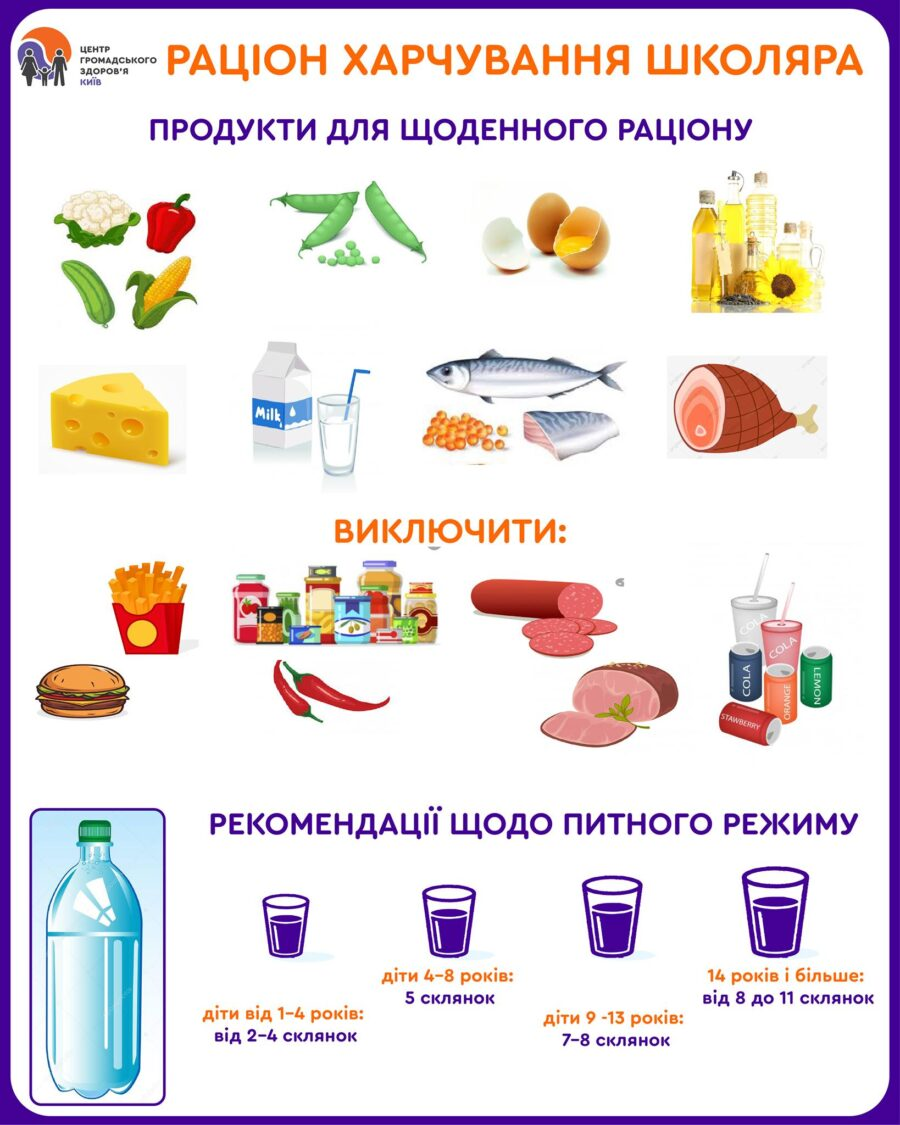 ЦЕНТР
ГРОМАДСЬКОГО
ЗДОРОВ'Я
КИЇВ
РАЦІОН ХАРЧУВАННЯ ШКОЛЯРА
ПРОДУКТИ ДЛЯ ЩОДЕННОГО РАЦІОНУ
Milk
ВИКЛЮЧИТИ:
COLA
COLA
COLA
ORANGE
LEMON
STAWBERRY
РЕКОМЕНДАЦІЇ ЩОДО ПИТНОГО РЕЖИМУ
діти від 1–4 років:
від 2–4 склянок
діти 4–8 років:
5 склянок
діти 9 -13 років:
7–8 склянок
14 років і більше:
від 8 до 11 склянок